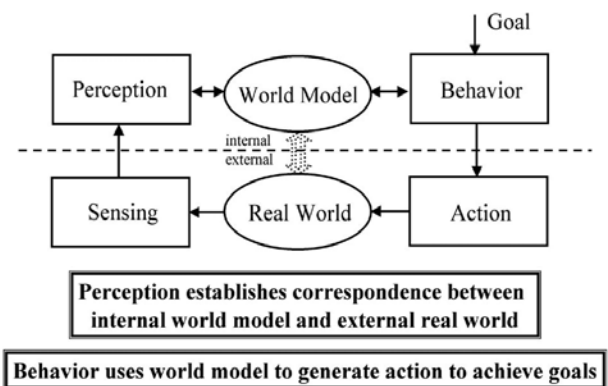 Goal
Perception
World Model
Behavior
internal
external
Sensing
Real World
Action
Perception establishes correspondence between
internal world model and external real world
Behavior uses world model to generate action to achieve goals